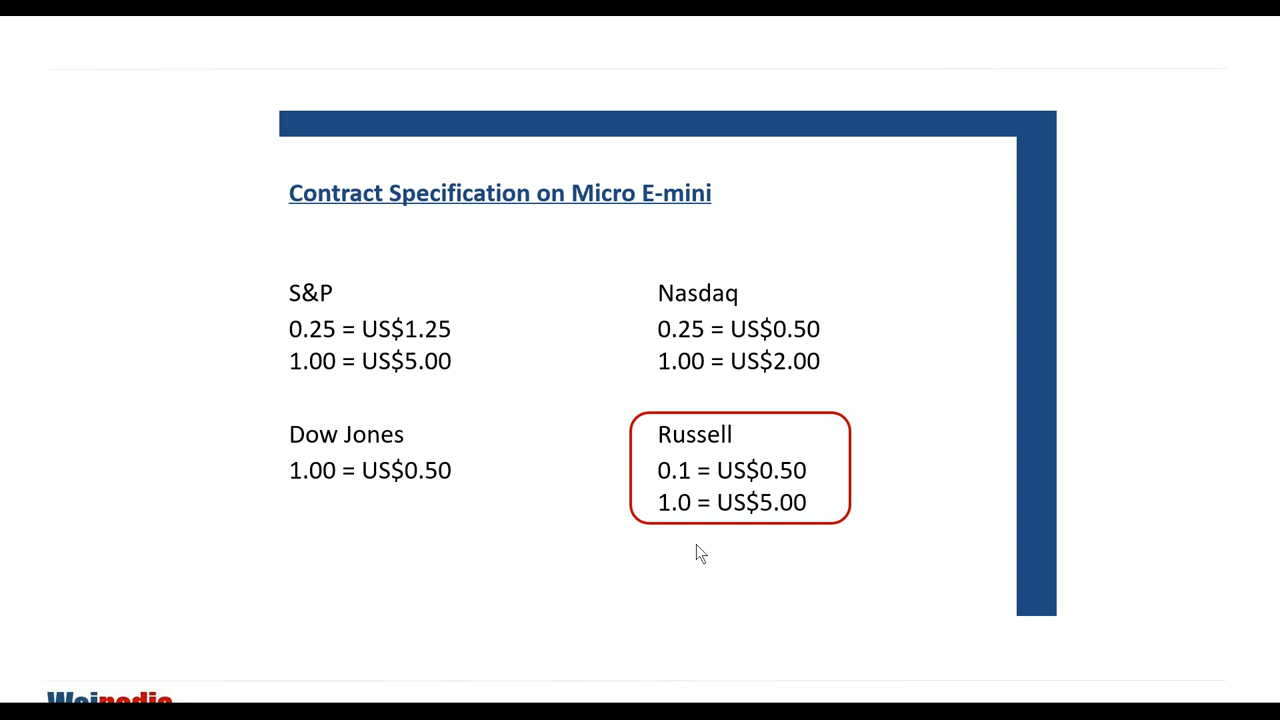 Contract Specification on Micro E-mini
S&P
0.25 = US$1.25
1.00 = US$5.00
Nasdaq
0.25 = US$0.50
1.00 = US$2.00
Dow Jones
1.00 = US$0.50
Russell
0.1 = US$0.50
1.0 = US$5.00